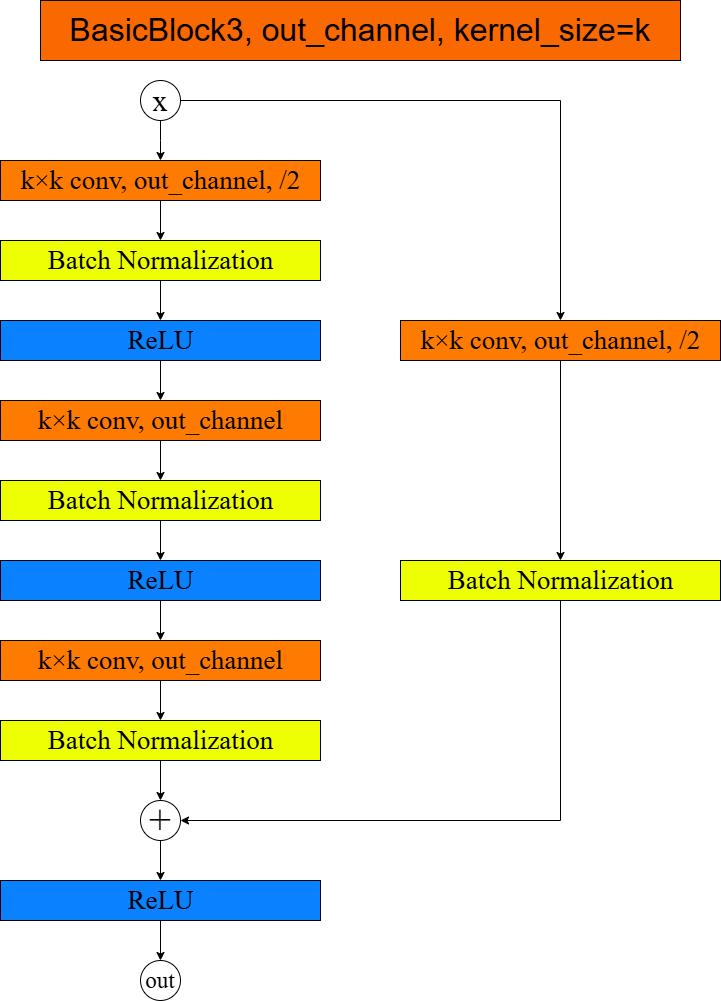 BasicBlock3, out_channel, kernel_size=k
x
k×k conv, out_channel, /2
Batch Normalization
ReLU
k×k conv, out_channel, /2
k×k conv, out_channel
Batch Normalization
ReLU
Batch Normalization
k×k conv, out_channel
Batch Normalization
+
ReLU
out